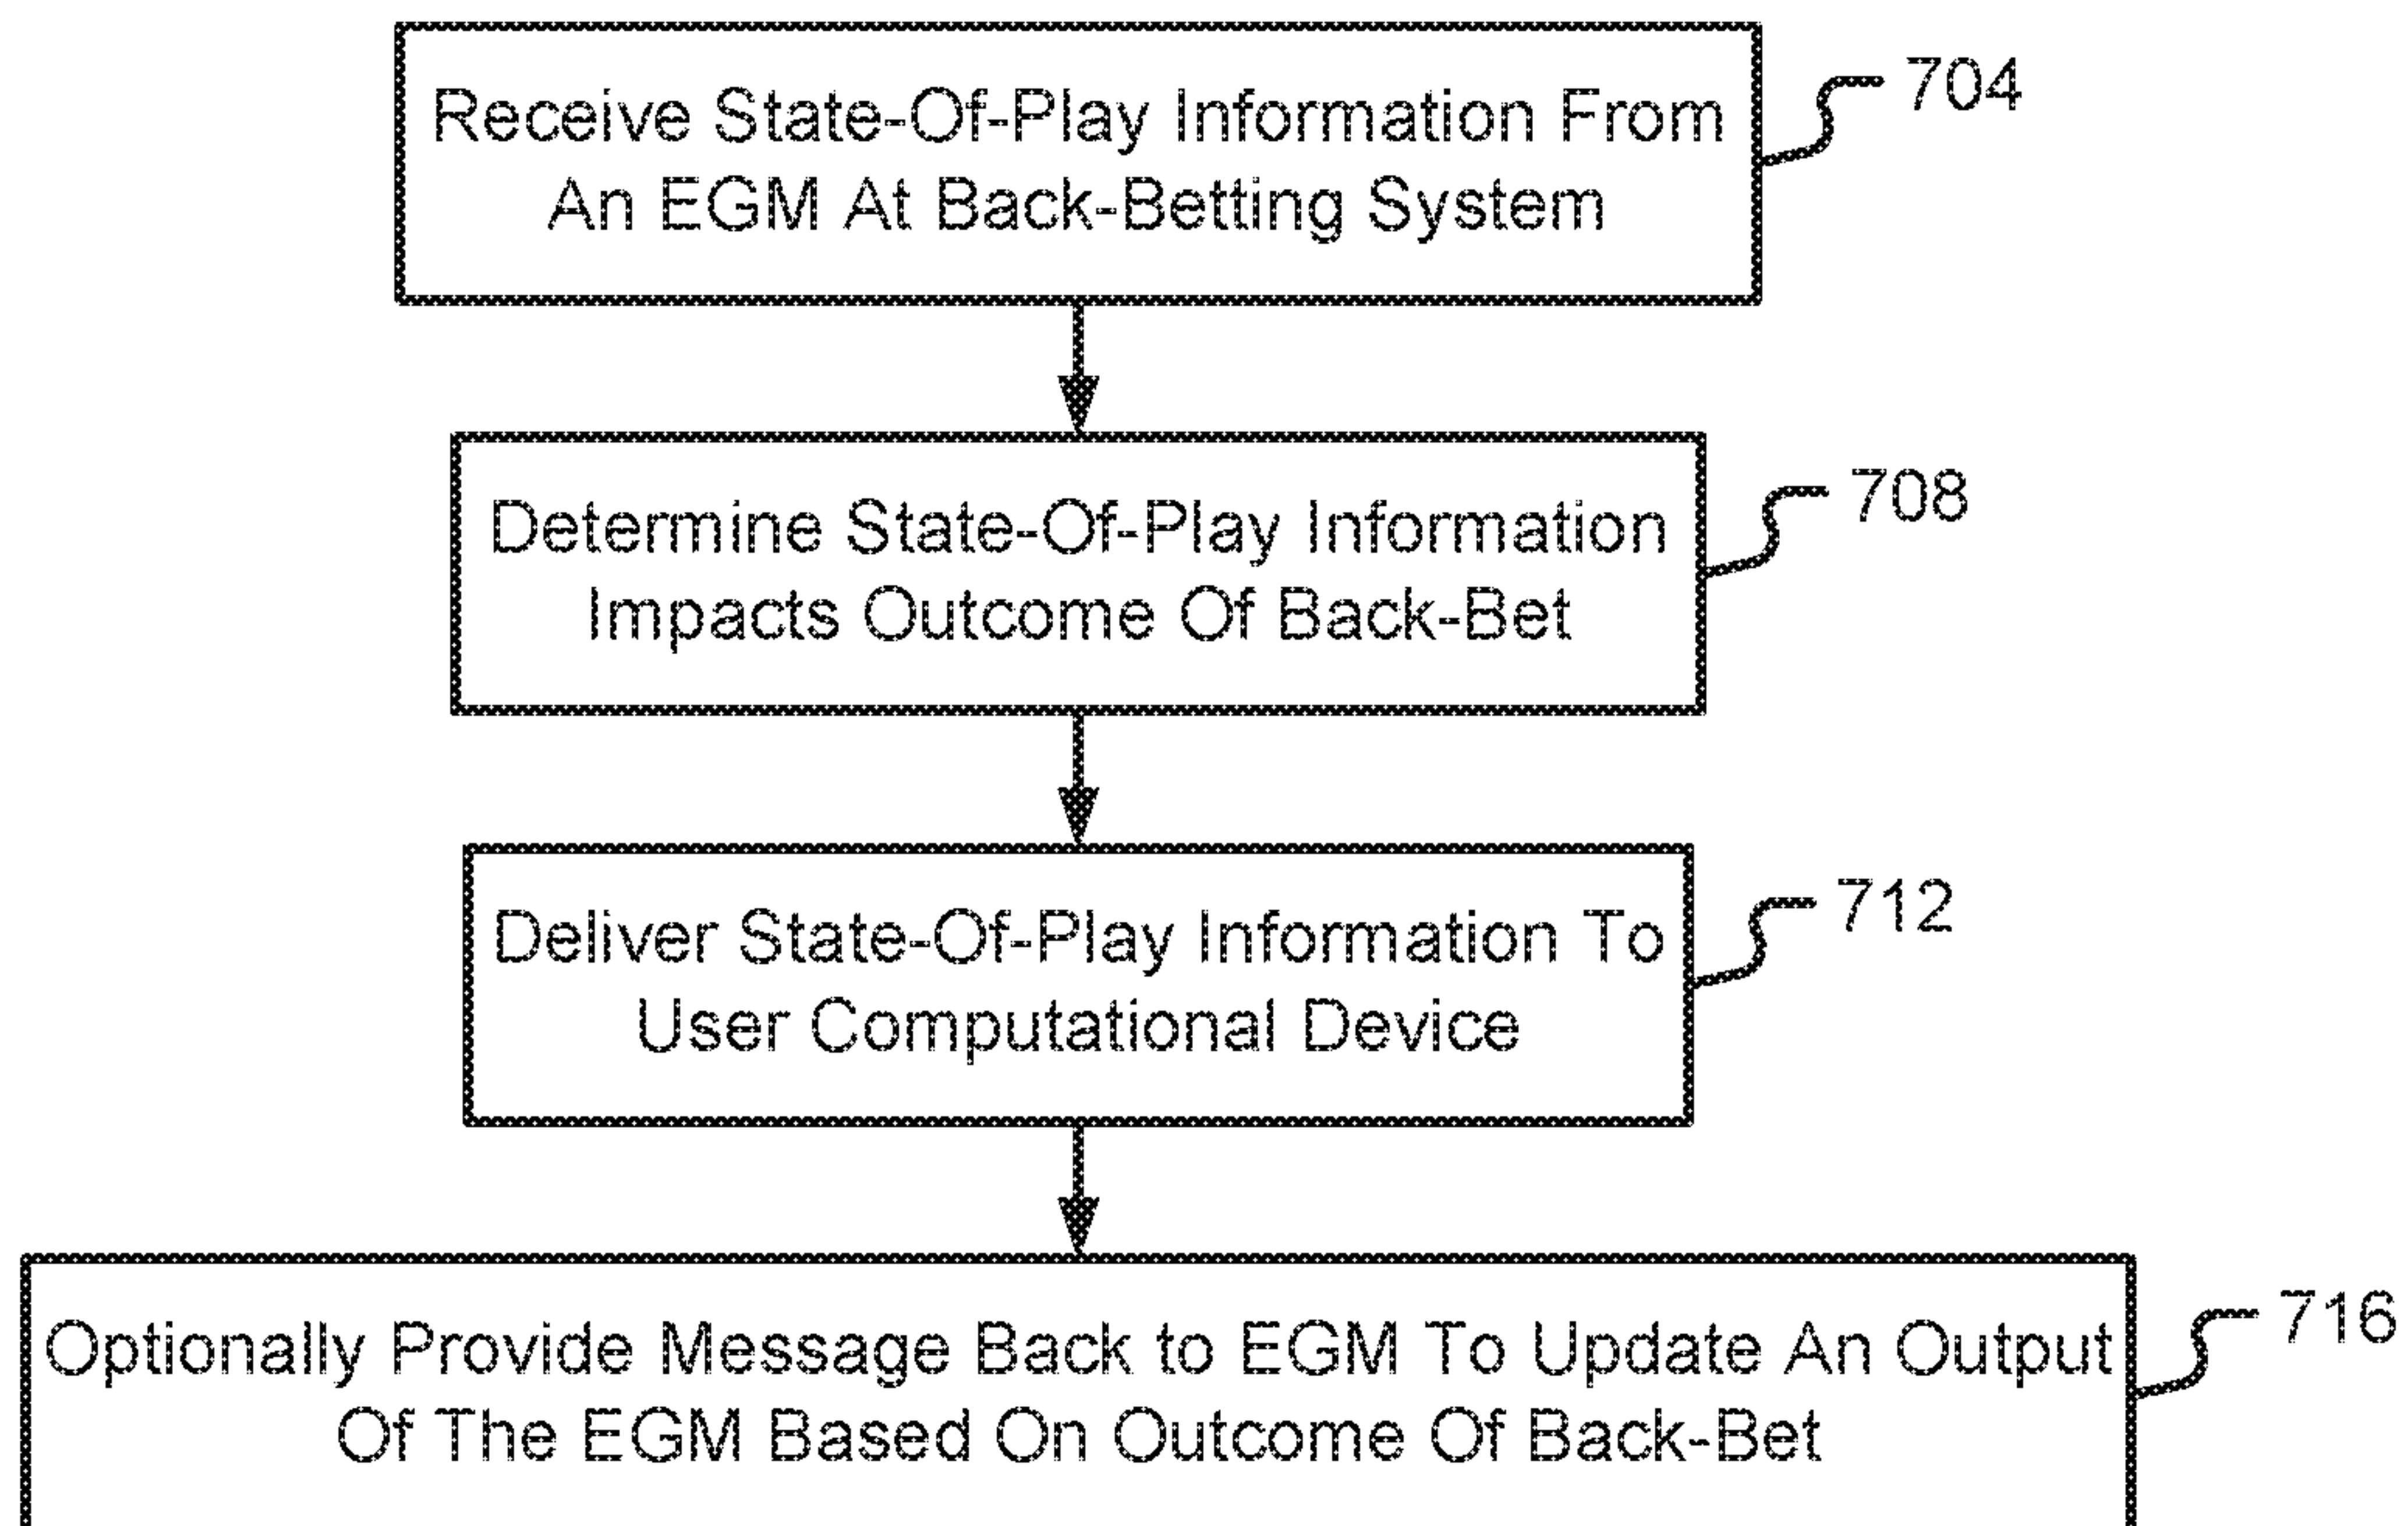 Receive State-Of-Play Information From
An EGM At Back-Betting System
704
Determine State-Of-Play Information
Impacts Outcome Of Back-Bet
708
Deliver State-Of-Play Information To
User Computational Device
712
Optionally Provide Message Back to EGM To Update An Output
Of The EGM Based On Outcome Of Back-Bet
716